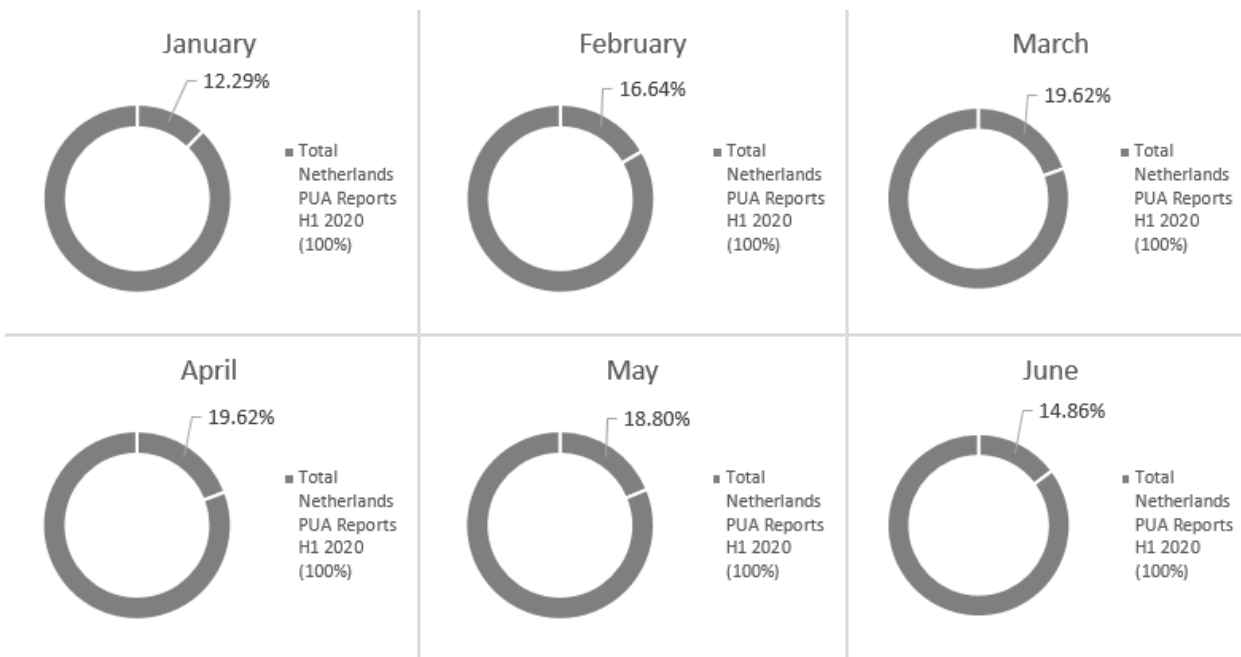 January
12.29%
■ Total
Netherlands
PUA Reports
H1 2020
(100%)
February
16.64%
■ Total
Netherlands
PUA Reports
H1 2020
(100%)
March
19.62%
■ Total
Netherlands
PUA Reports
H1 2020
(100%)
April
19.62%
■ Total
Netherlands
PUA Reports
H1 2020
(100%)
May
18.80%
■ Total
Netherlands
PUA Reports
H1 2020
(100%)
June
14.86%
■ Total
Netherlands
PUA Reports
H1 2020
(100%)